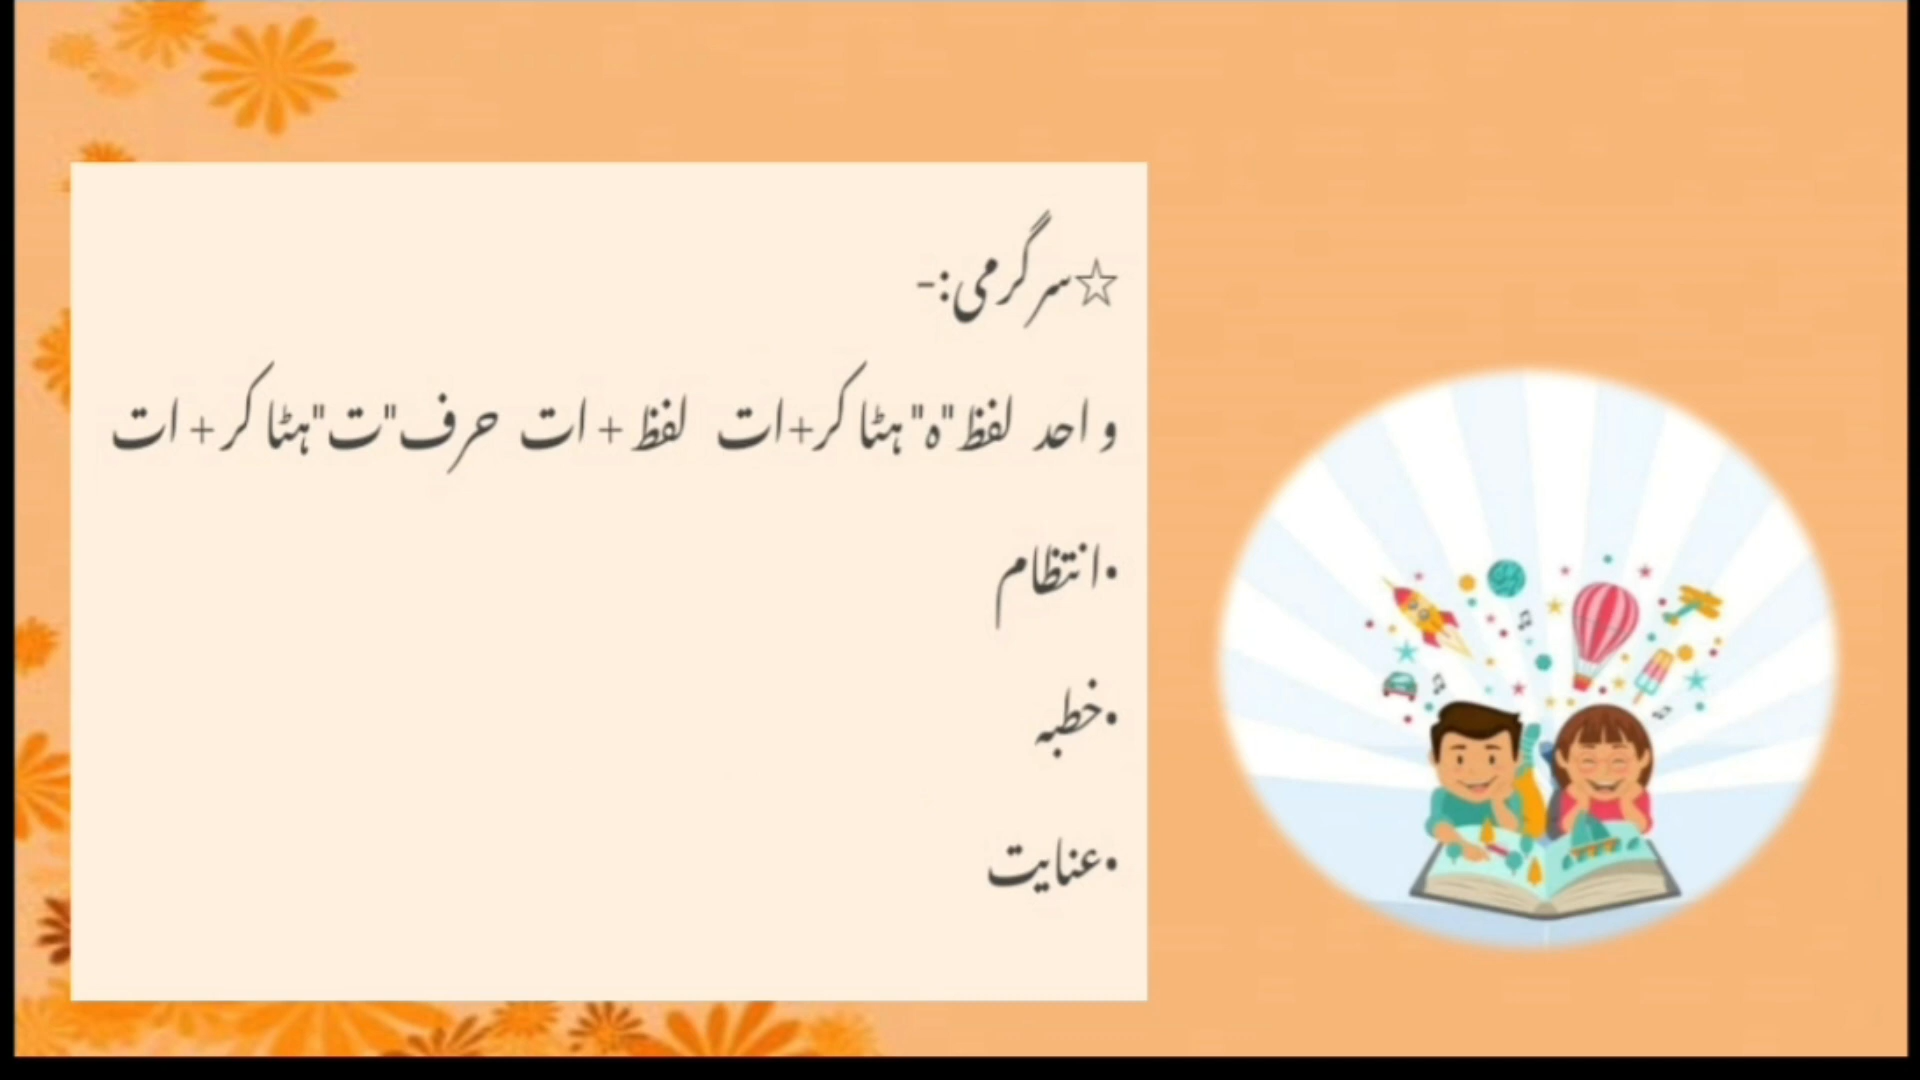 ☆سرگرمی:-
واحد لفظ"ہ"ہٹا کر+ات لفظ + ات حرف"ت"ہٹا کر + ات
•انتظام
•خطبہ
•عنایت